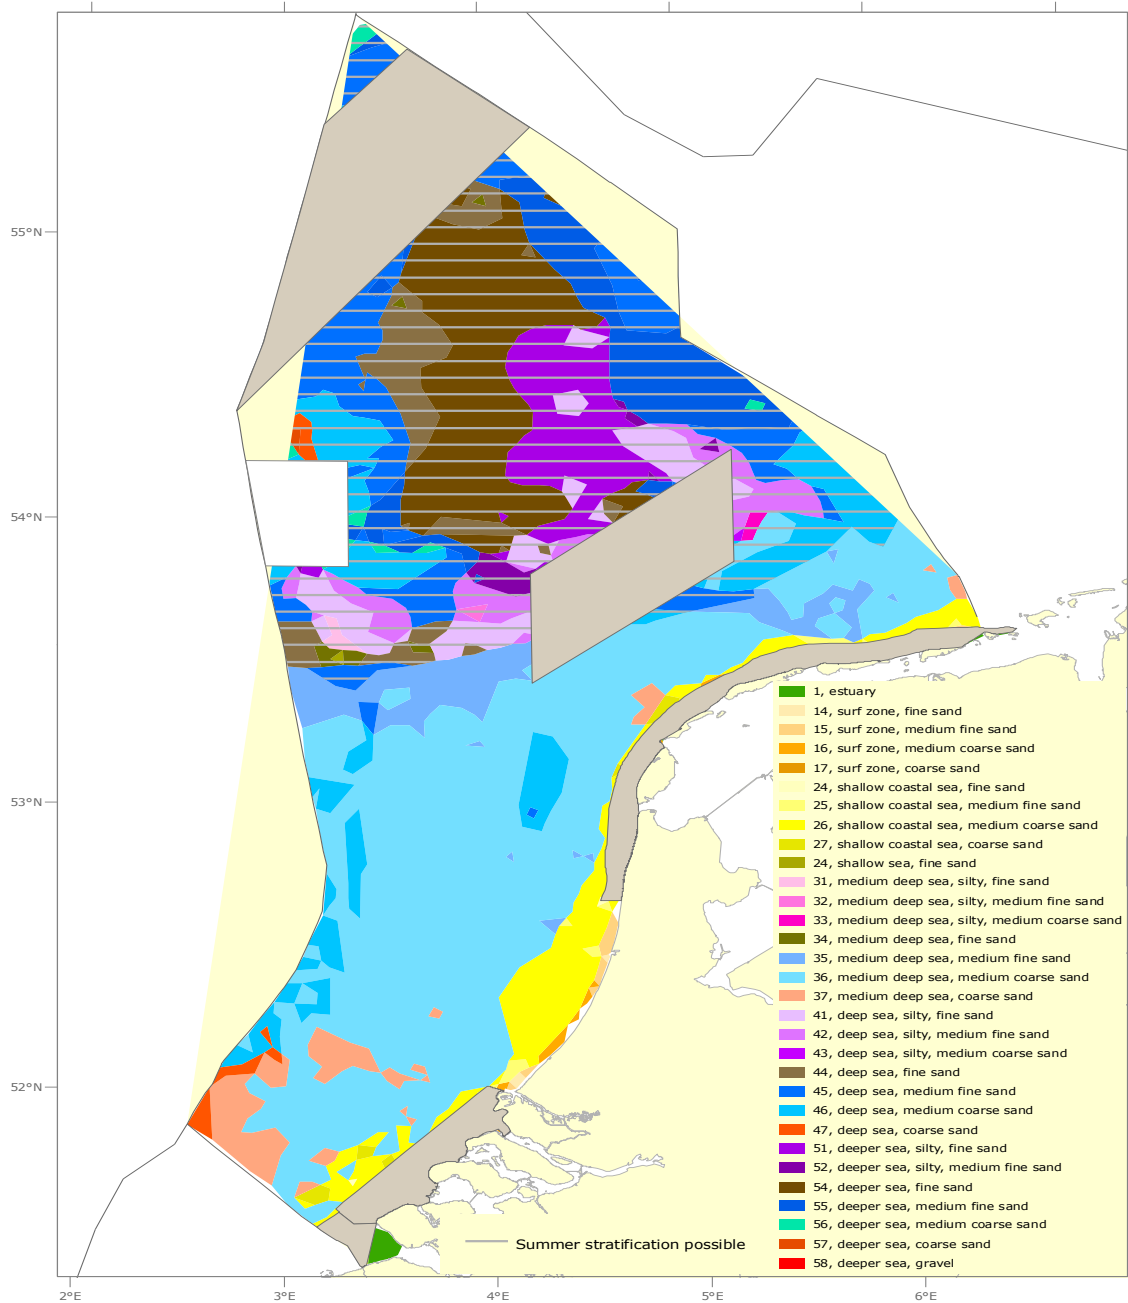 55°N
54°N
53°N
52°N
1, estuary
14, surf zone, fine sand
15, surf zone, medium fine sand
16, surf zone, medium coarse sand
17, surf zone, coarse sand
24, shallow coastal sea, fine sand
25, shallow coastal sea, medium fine sand
26, shallow coastal sea, medium coarse sand
27, shallow coastal sea, coarse sand
24, shallow sea, fine sand
31, medium deep sea, silty, fine sand
32, medium deep sea, silty, medium fine sand
33, medium deep sea, silty, medium coarse sand
34, medium deep sea, fine sand
35, medium deep sea, medium fine sand
36, medium deep sea, medium coarse sand
37, medium deep sea, coarse sand
41, deep sea, silty, fine sand
42, deep sea, silty, medium fine sand
43, deep sea, silty, medium coarse sand
44, deep sea, fine sand
45, deep sea, medium fine sand
46, deep sea, medium coarse sand
47, deep sea, coarse sand
51, deeper sea, silty, fine sand
52, deeper sea, silty, medium fine sand
54, deeper sea, fine sand
55, deeper sea, medium fine sand
56, deeper sea, medium coarse sand
57, deeper sea, coarse sand
58, deeper sea, gravel
Summer stratification possible
2°E
3°E
4°E
5°E
6°E